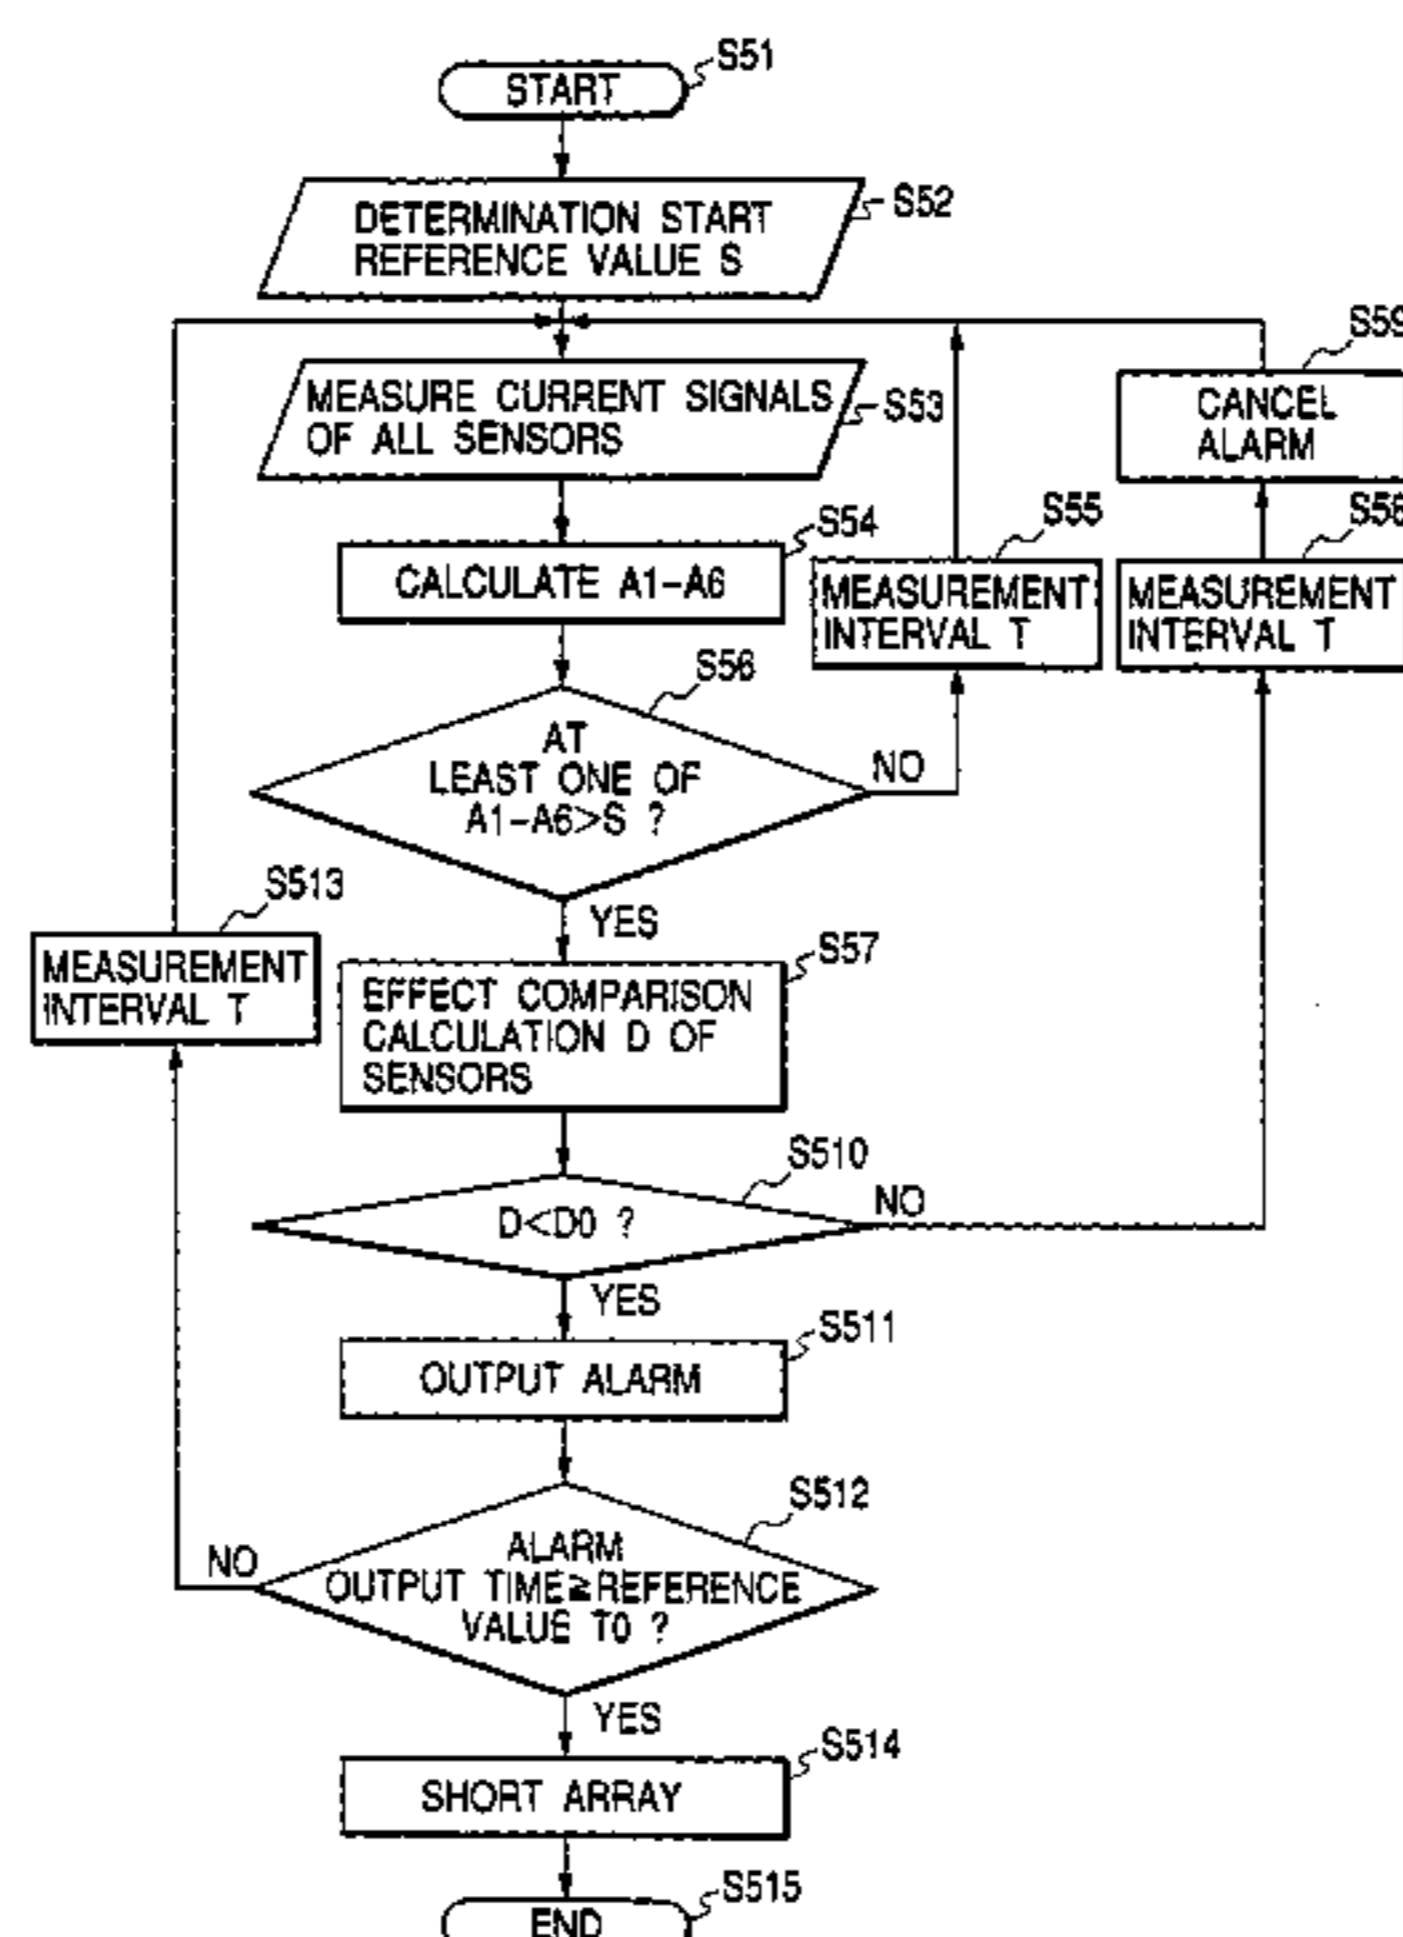 START
S51
DETERMINATION START
REFERENCE VALUE S
S52
MEASURE CURRENT SIGNALS
OF ALL SENSORS
S53
S59
CANCEL
ALARM
CALCULATE A1-A6
S54
S55
MEASUREMENT
INTERVAL T
MEASUREMENT
INTERVAL T
S56
AT
LEAST ONE OF
A1-A6>S ?
NO
YES
S513
MEASUREMENT
INTERVAL T
S57
EFFECT COMPARISON
CALCULATION D OF
SENSORS
S510
D<D0 ?
NO
YES
S511
OUTPUT ALARM
S512
ALARM
OUTPUT TIME≧REFERENCE
VALUE T0 ?
NO
YES
S514
SHORT ARRAY
S515
END